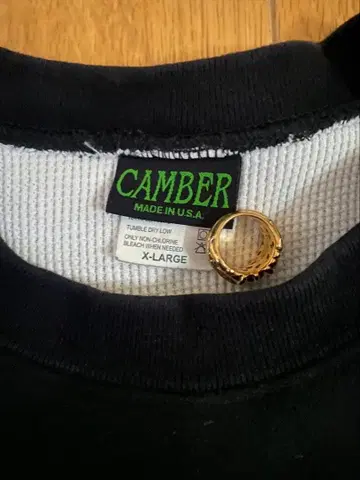 CAMBER
MADE IN U.S.A.
TUMBLE DRY LOW
ONLY NON-CHLORINE
BLEACH WHEN NEEDED
X-LARGE